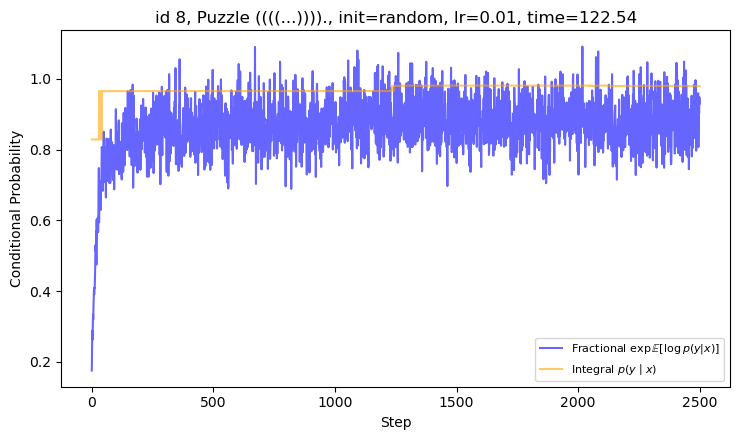 id 8, Puzzle ((((...))))., init=random, lr=0.01, time=122.54
Conditional Probability
1.0
0.8
0.6
0.4
0.2
0
500
1000
1500
2000
2500
Step
Fractional exp𝔼[log p(y|x)]
Integral p(y | x)